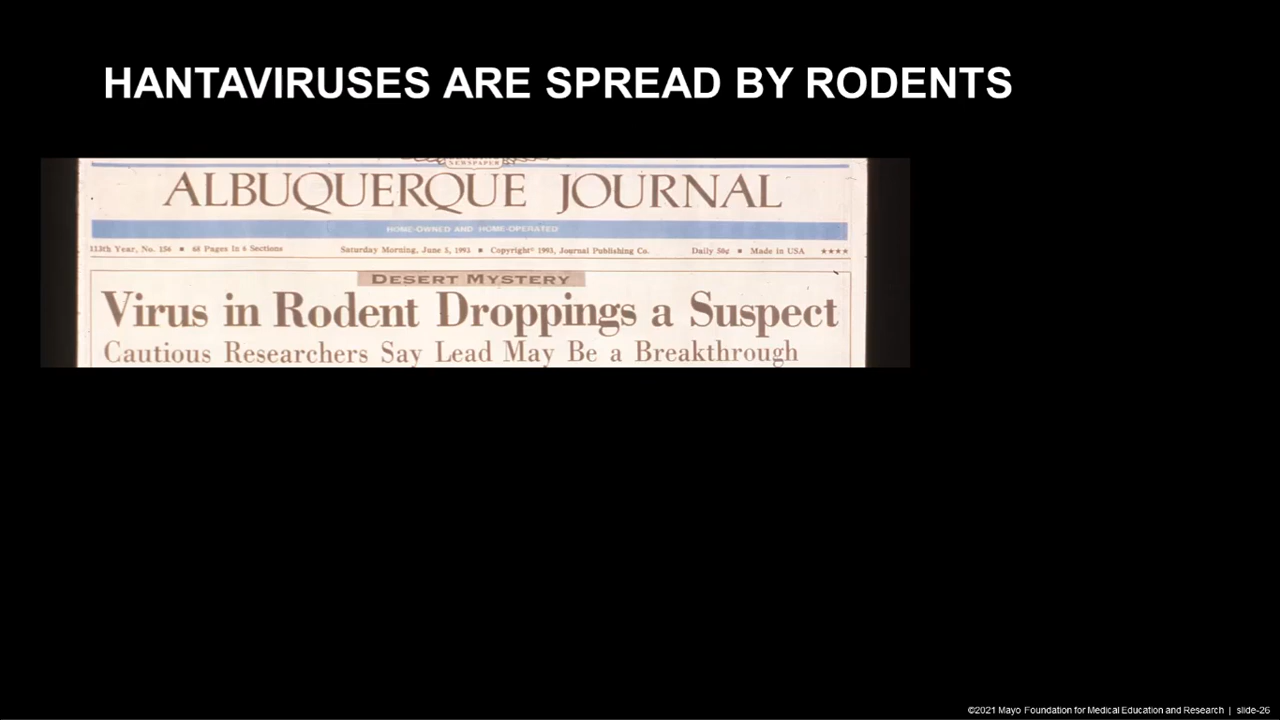 HANTAVIRUSES ARE SPREAD BY RODENTS
NEWSPAPER
ALBUQUERQUE JOURNAL
HOME-OWNED AND HOME-OPERATED
113th Year, No. 156 ■ 48 Pages In 6 Sections Saturday Morning, June 5, 1993 ■ Copyright© 1993, Journal Publishing Co. Daily 50¢ ■ Made in USA ★★★★
DESERT MYSTERY
Virus in Rodent Droppings a Suspect
Cautious Researchers Say Lead May Be a Breakthrough
©2021 Mayo Foundation for Medical Education and Research | slide-26